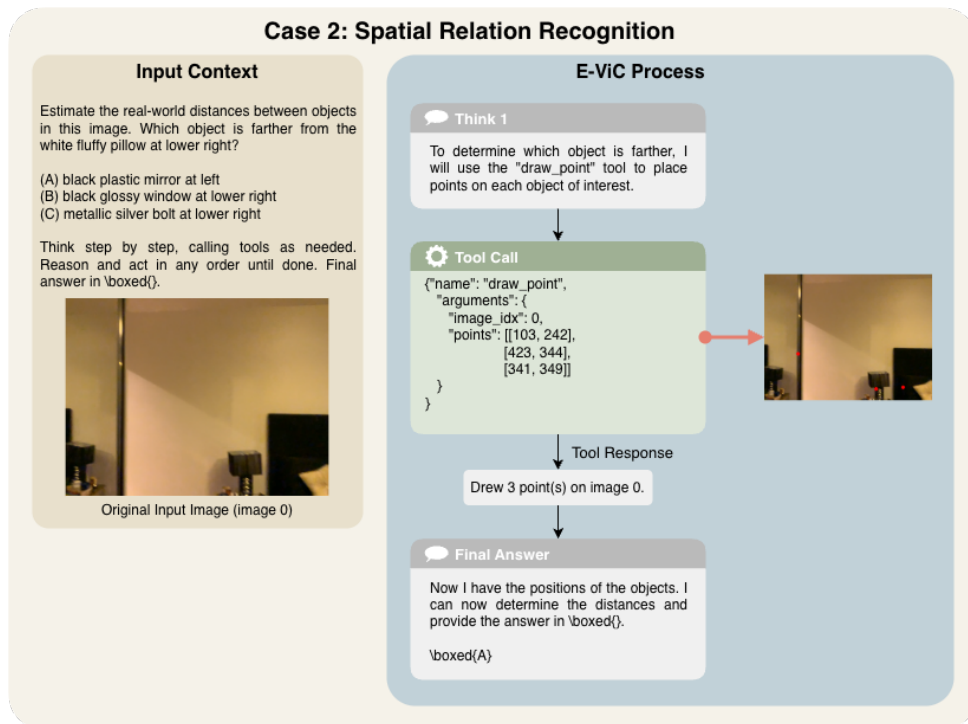 Case 2: Spatial Relation Recognition
Input Context
Estimate the real-world distances between objects
in this image. Which object is farther from the
white fluffy pillow at lower right?
(A) black plastic mirror at left
(B) black glossy window at lower right
(C) metallic silver bolt at lower right
Think step by step, calling tools as needed.
Reason and act in any order until done. Final
answer in \boxed{}.
Original Input Image (image 0)
E-ViC Process
Think 1
To determine which object is farther, I
will use the "draw_point" tool to place
points on each object of interest.
Tool Call
{"name": "draw_point",
"arguments": {
"image_idx": 0,
"points": [[103, 242],
[423, 344],
[341, 349]]
}
}
Tool Response
Drew 3 point(s) on image 0.
Final Answer
Now I have the positions of the objects. I
can now determine the distances and
provide the answer in \boxed{}.
\boxed{A}